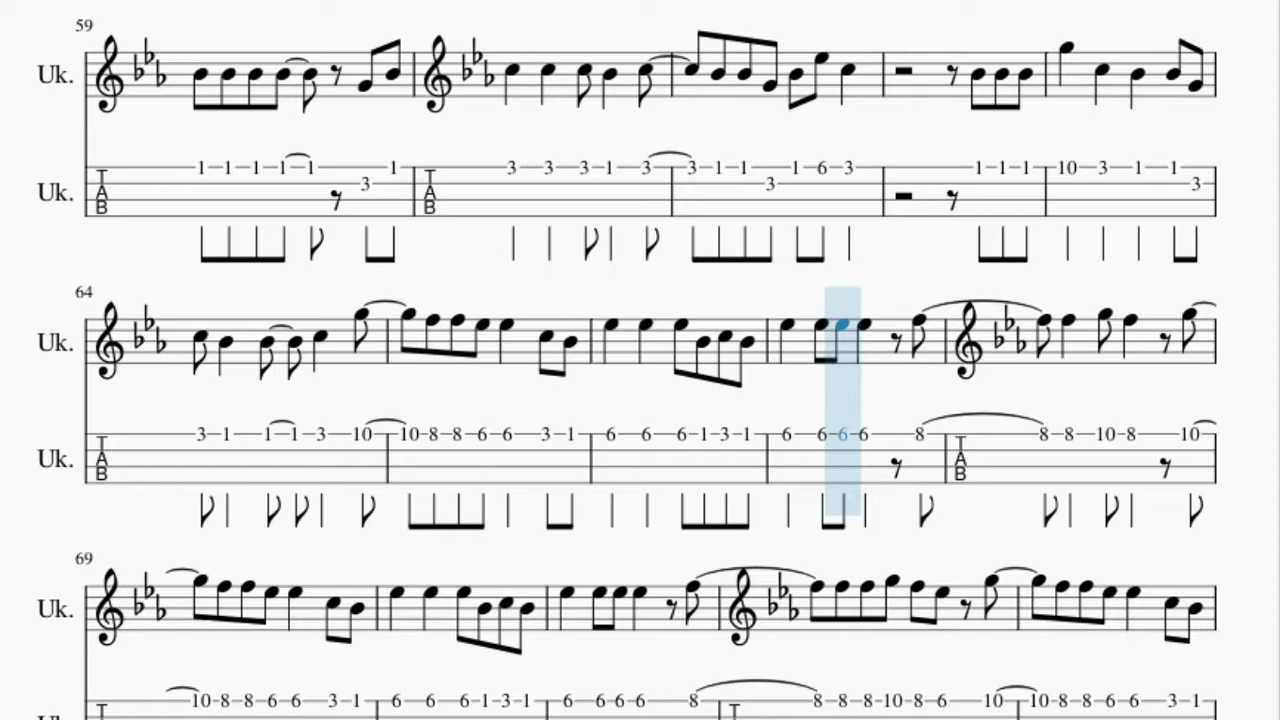 59
Uk.
1 1 1 1 1 3 1 3 3 3 1 3 3 1 1 3 1 6 3 1 1 1 10 3 1 1 3
Uk.
TAB TAB
64
Uk.
3 1 1 1 3 10 10 8 8 6 6 3 1 6 6 6 1 3 1 6 6 6 6 8 8 8 10 8 10
Uk.
TAB TAB
69
Uk.
10 8 8 6 6 3 1 6 6 6 1 3 1 6 6 6 6 8 8 8 8 10 8 6 10 10 8 8 6 6 3 1